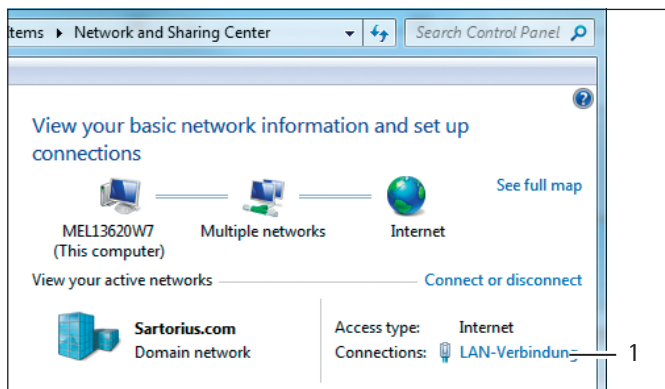 tems ▸ Network and Sharing Center
Search Control Panel
View your basic network information and set up
connections
See full map
MEL13620W7
(This computer)
Multiple networks
Internet
View your active networks
Connect or disconnect
Sartorius.com
Domain network
Access type: Internet
Connections: LAN-Verbindung
1